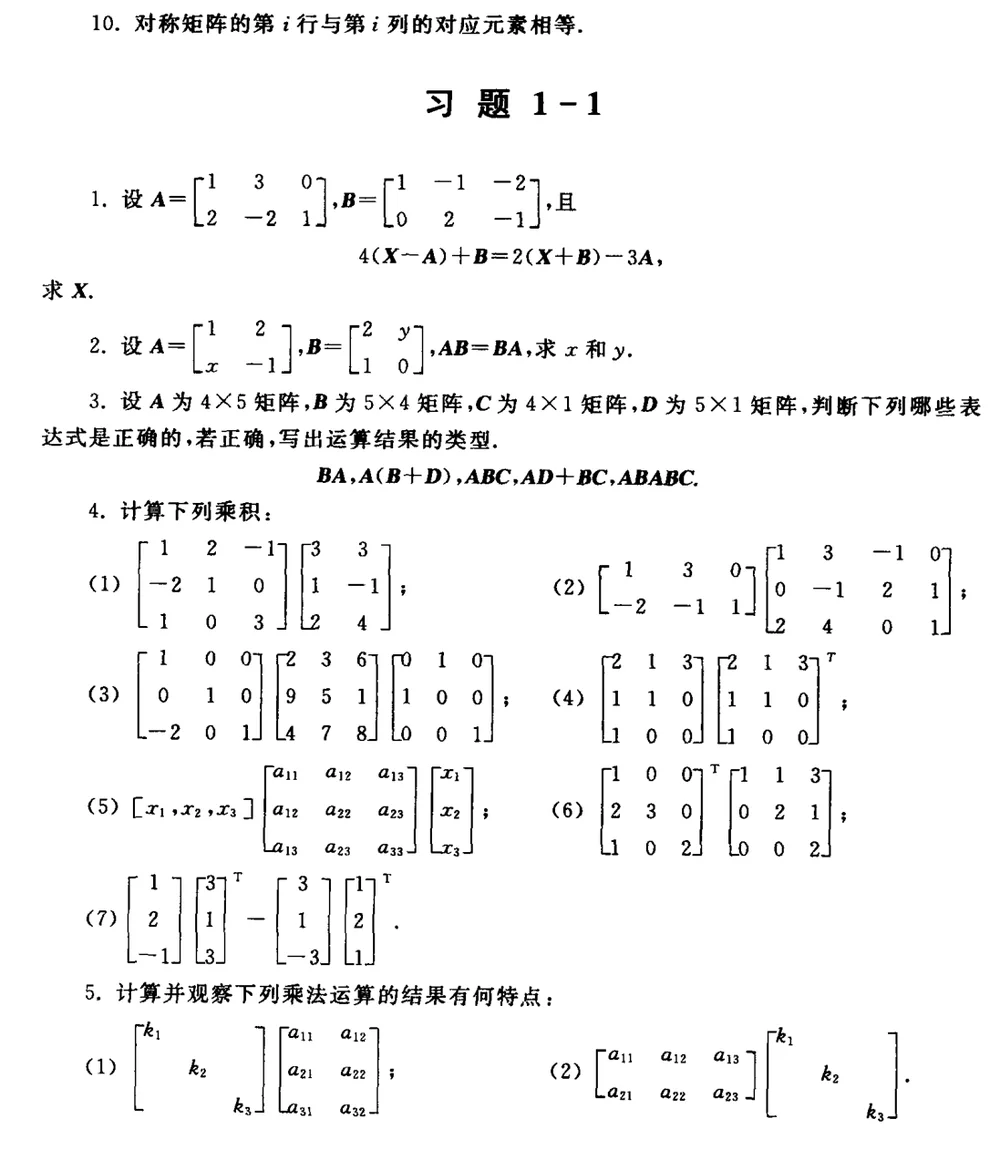 10. 对称矩阵的第 i 行与第 i 列的对应元素相等.
习 题 1-1
1. 设 A=[1 3 0; 2 -2 1],B=[1 -1 -2; 0 2 -1],且
4(X-A)+B=2(X+B)-3A,
求 X.
2. 设 A=[1 2; x -1],B=[2 y; 1 0],AB=BA,求 x 和 y.
3. 设 A 为 4×5 矩阵,B 为 5×4 矩阵,C 为 4×1 矩阵,D 为 5×1 矩阵,判断下列哪些表
达式是正确的,若正确,写出运算结果的类型.
BA,A(B+D),ABC,AD+BC,ABABC.
4. 计算下列乘积:
(1) [1 2 -1; -2 1 0; 1 0 3][3 3; 1 -1; 2 4]; (2) [1 3 0; -2 -1 1][1 3 -1 0; 0 -1 2 1; 2 4 0 1];
(3) [1 0 0; 0 1 0; -2 0 1][2 3 6; 9 5 1; 4 7 8][0 1 0; 1 0 0; 0 0 1]; (4) [2 1 3; 1 1 0; 1 0 0][2 1 3; 1 1 0; 1 0 0]ᵀ;
(5) [x₁,x₂,x₃][a₁₁ a₁₂ a₁₃; a₁₂ a₂₂ a₂₃; a₁₃ a₂₃ a₃₃][x₁; x₂; x₃]; (6) [1 0 0; 2 3 0; 1 0 2]ᵀ[1 1 3; 0 2 1; 0 0 2];
(7) [1; 2; -1][3; 1; 3]ᵀ-[3; 1; -3][1; 2; 1]ᵀ.
5. 计算并观察下列乘法运算的结果有何特点:
(1) [k₁ k₂ k₃][a₁₁ a₁₂; a₂₁ a₂₂; a₃₁ a₃₂]; (2) [a₁₁ a₁₂ a₁₃; a₂₁ a₂₂ a₂₃][k₁ k₂ k₃].